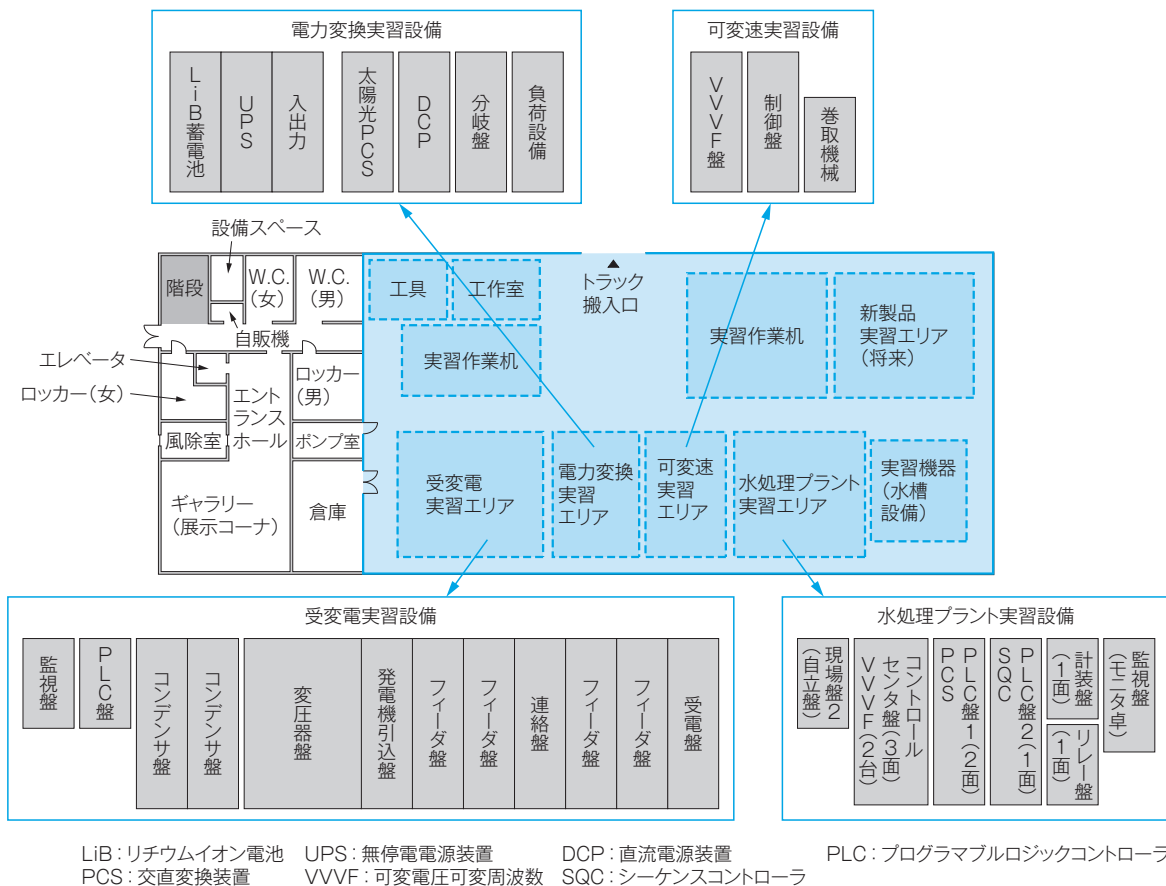 電力変換実習設備
LiB蓄電池
UPS
入出力
太陽光PCS
DCP
分岐盤
負荷設備
可変速実習設備
VVVF盤
制御盤
巻取機械
設備スペース
階段
W.C.
(女)
W.C.
(男)
自販機
エレベータ
ロッカー(女)
エント
ランス
ホール
ロッカー
(男)
風除室
ポンプ室
ギャラリー
(展示コーナ)
倉庫
工具
工作室
トラック
搬入口
実習作業机
実習作業机
新製品
実習エリア
(将来)
受変電
実習エリア
電力変換
実習
エリア
可変速
実習
エリア
水処理プラント
実習エリア
実習機器
(水槽
設備)
受変電実習設備
監視盤
PLC盤
コンデンサ盤
コンデンサ盤
変圧器盤
発電機引込盤
フィーダ盤
フィーダ盤
連絡盤
フィーダ盤
フィーダ盤
受電盤
水処理プラント実習設備
現場盤2
(自立盤)
コントロール
センタ盤(3面)
VVVF(2台)
PLC盤1(2面)
PCS
PLC盤2(1面)
SQC
計装盤
(1面)
リレー盤
(1面)
監視盤
(モニタ卓)
LiB:リチウムイオン電池 UPS:無停電電源装置 DCP:直流電源装置 PLC:プログラマブルロジックコントローラ
PCS:交直変換装置 VVVF:可変電圧可変周波数 SQC:シーケンスコントローラ